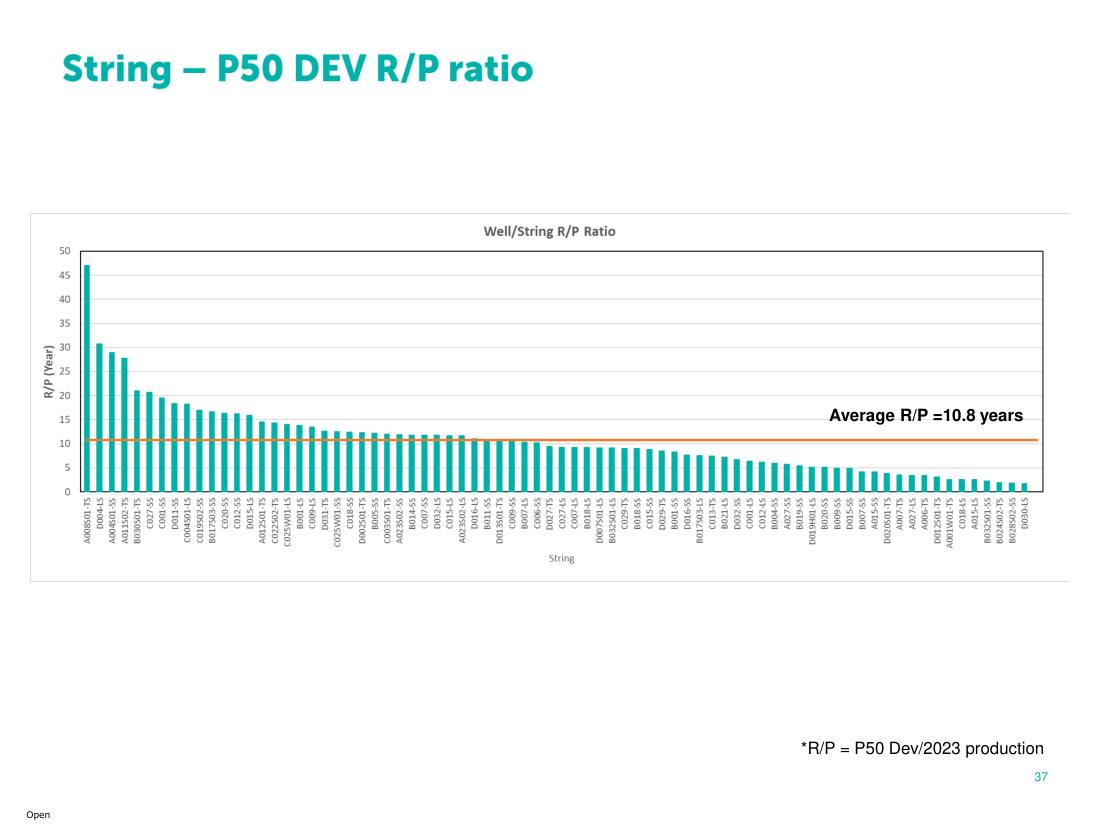 String – P50 DEV R/P ratio
Well/String R/P Ratio
50
45
40
35
30
25
20
15
10
5
0
R/P (Year)
Average R/P =10.8 years
A008S01-TS
D004-LS
A004S01-SS
A011S02-TS
B030S01-TS
C027-SS
C001-SS
D011-SS
C004S01-LS
C019S02-SS
B017S03-SS
C020-SS
C012-SS
D015-LS
A012S01-TS
C022S02-TS
C025W01-LS
B001-LS
C009-LS
D031-TS
C025W01-SS
C018-SS
D002S01-TS
B005-SS
C003S01-TS
A023S02-SS
B014-SS
C007-SS
D032-LS
C015-LS
A023S02-LS
D016-LS
B011-SS
D013S01-TS
C009-SS
B007-LS
C006-SS
D027-TS
C027-LS
C007-LS
B018-LS
D007S01-LS
B032S01-LS
C029-TS
B018-SS
C015-SS
D029-TS
B001-SS
D016-SS
B017S03-LS
C013-TS
B021-LS
D032-SS
C001-LS
C012-LS
B004-SS
A027-SS
B019-SS
D019H01-LS
B020-SS
B009-SS
D015-SS
B007-SS
A015-SS
D020S01-TS
A007-TS
A027-LS
A006-TS
D012S01-TS
A001W01-TS
C018-LS
A015-LS
B032S01-SS
B024S02-TS
B028S02-SS
D030-LS
String
*R/P = P50 Dev/2023 production
37
Open